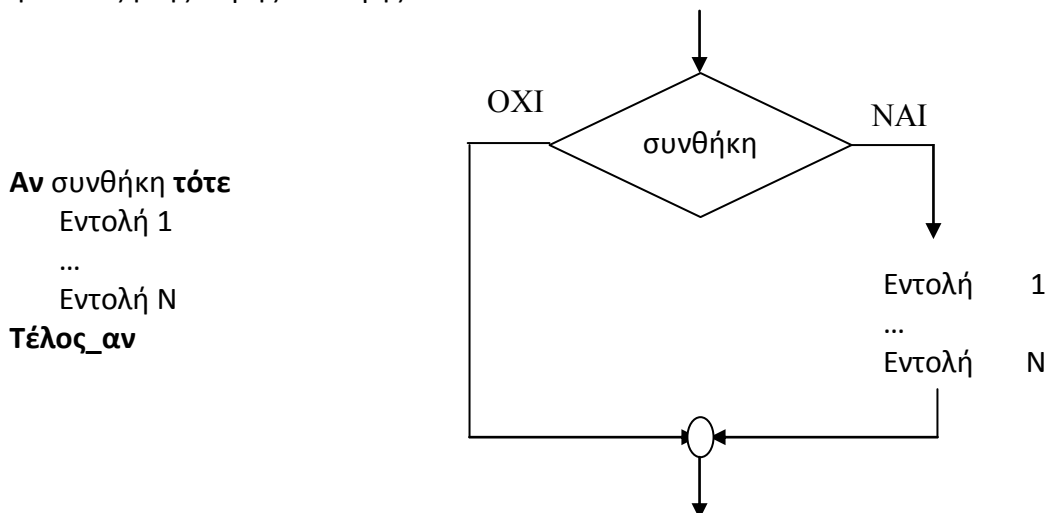 Αν συνθήκη τότε
Εντολή 1
...
Εντολή Ν
Τέλος_αν
ΟΧΙ
ΝΑΙ
συνθήκη
Εντολή 1
...
Εντολή Ν